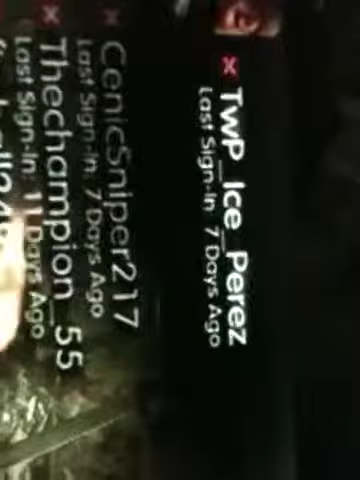 TwP_Ice_Perez
Last Sign-In: 7 Days Ago
CenicSniper217
Last Sign-In: 7 Days Ago
Thechampion_55
Last Sign-In: 11 Days Ago